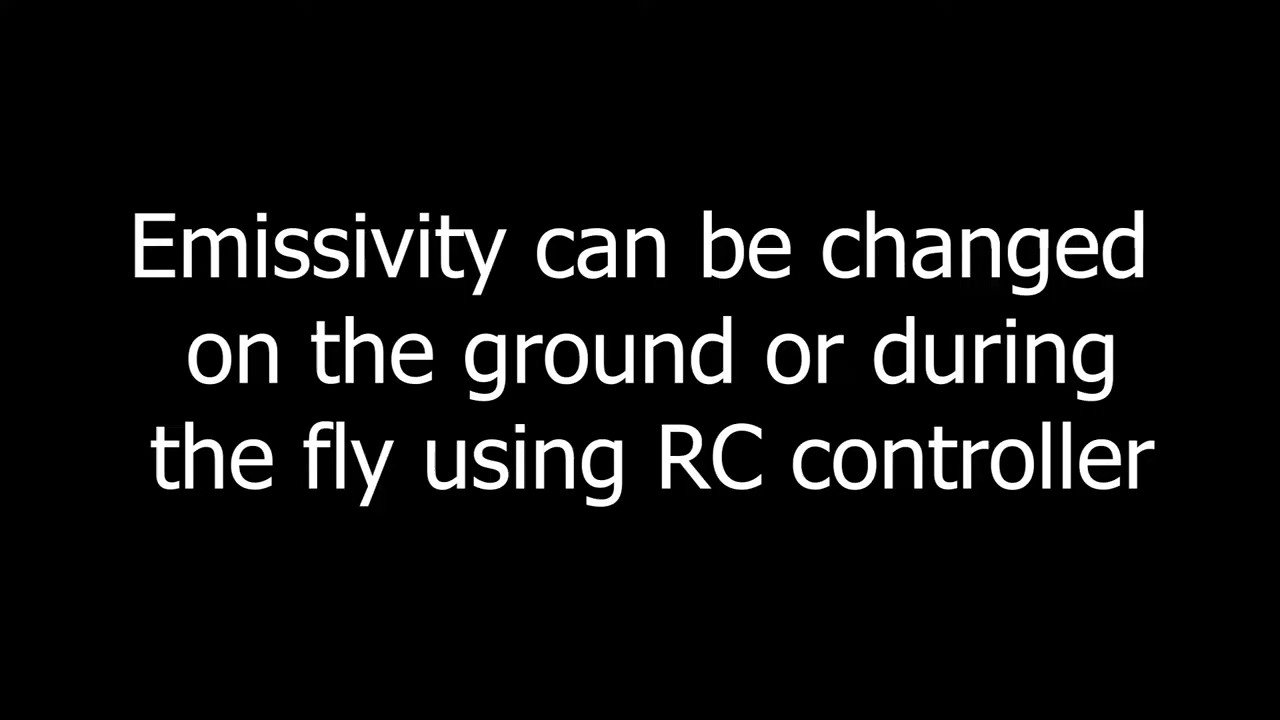 Emissivity can be changed
on the ground or during
the fly using RC controller